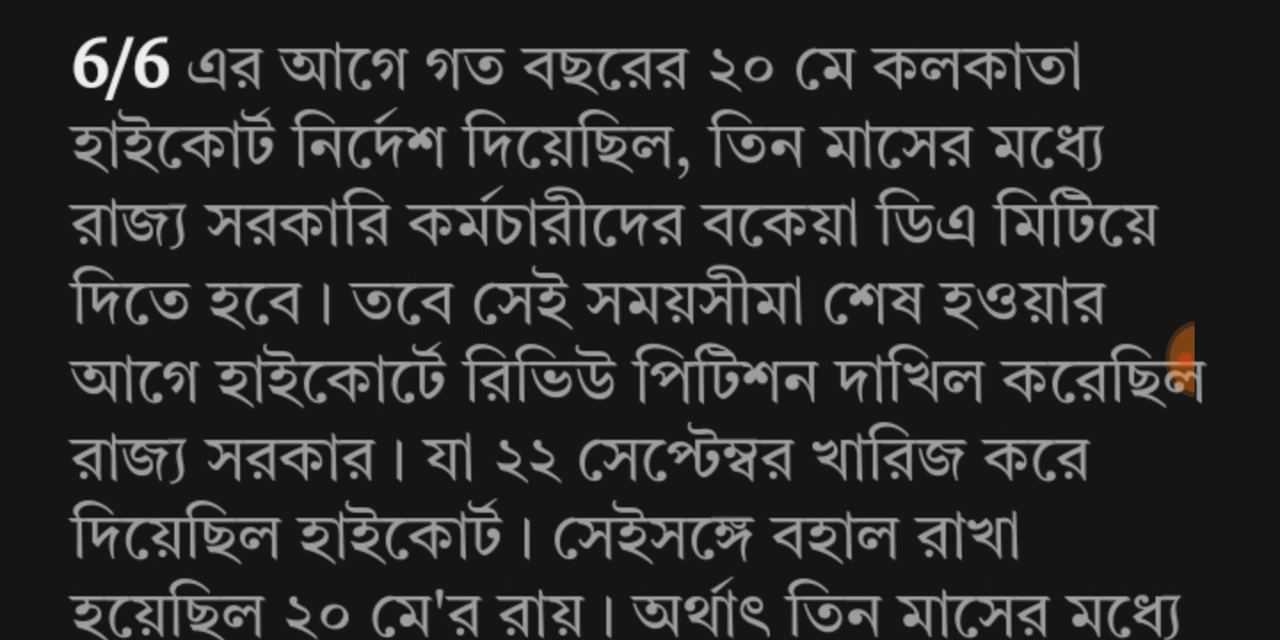 6/6 এর আগে গত বছরের ২০ মে কলকাতা
হাইকোর্ট নির্দেশ দিয়েছিল, তিন মাসের মধ্যে
রাজ্য সরকারি কর্মচারীদের বকেয়া ডিএ মিটিয়ে
দিতে হবে। তবে সেই সময়সীমা শেষ হওয়ার
আগে হাইকোর্টে রিভিউ পিটিশন দাখিল করেছিল
রাজ্য সরকার। যা ২২ সেপ্টেম্বর খারিজ করে
দিয়েছিল হাইকোর্ট। সেইসঙ্গে বহাল রাখা
হয়েছিল ২০ মে'র রায়। অর্থাৎ তিন মাসের মধ্যে